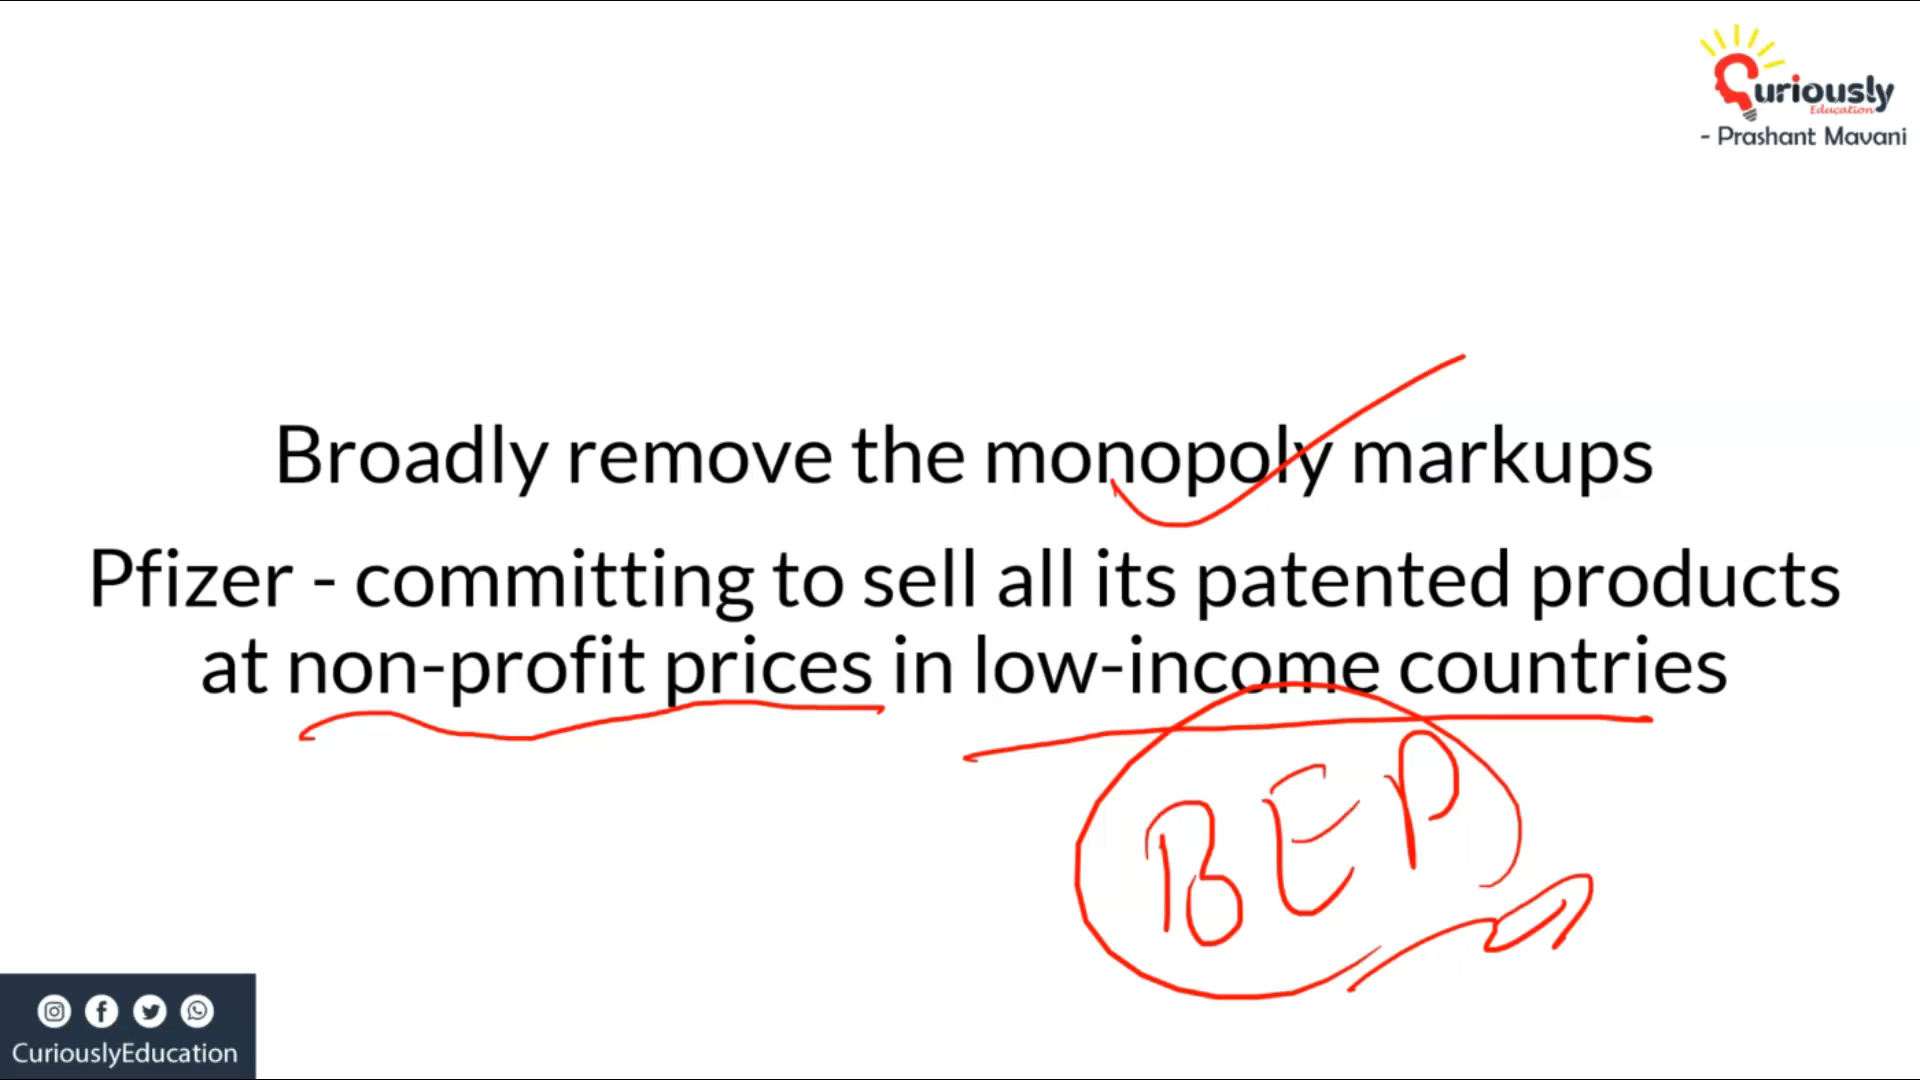 Curiously
Education
- Prashant Mavani
Broadly remove the monopoly markups
Pfizer - committing to sell all its patented products
at non-profit prices in low-income countries
BEP
CuriouslyEducation